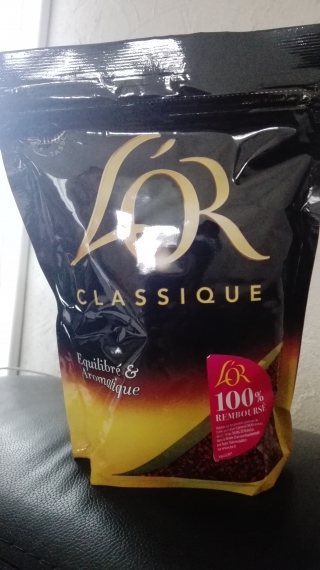 L'OR
CLASSIQUE
Equilibré &
Aromatique
L'OR
100%
REMBOURSÉ